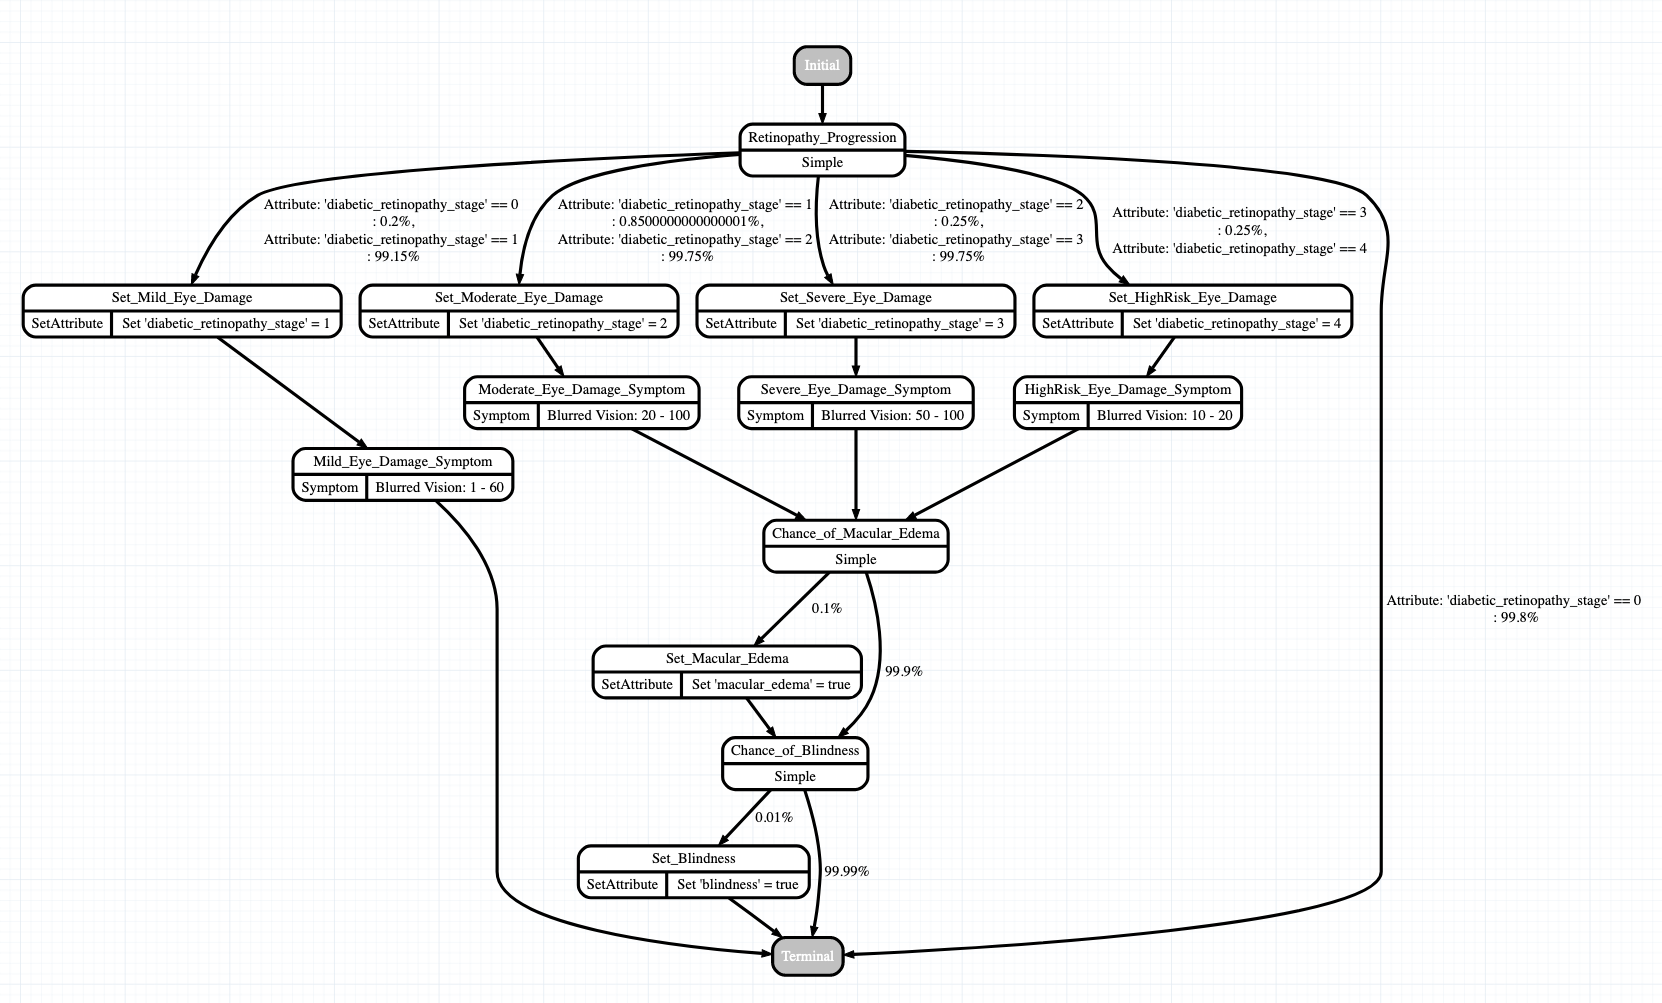 Initial
Retinopathy_Progression
Simple
Attribute: 'diabetic_retinopathy_stage' == 0
: 0.2%,
Attribute: 'diabetic_retinopathy_stage' == 1
: 99.15%
Attribute: 'diabetic_retinopathy_stage' == 1
: 0.8500000000000001%,
Attribute: 'diabetic_retinopathy_stage' == 2
: 99.75%
Attribute: 'diabetic_retinopathy_stage' == 2
: 0.25%,
Attribute: 'diabetic_retinopathy_stage' == 3
: 99.75%
Attribute: 'diabetic_retinopathy_stage' == 3
: 0.25%,
Attribute: 'diabetic_retinopathy_stage' == 4
Set_Mild_Eye_Damage
SetAttribute Set 'diabetic_retinopathy_stage' = 1
Set_Moderate_Eye_Damage
SetAttribute Set 'diabetic_retinopathy_stage' = 2
Set_Severe_Eye_Damage
SetAttribute Set 'diabetic_retinopathy_stage' = 3
Set_HighRisk_Eye_Damage
SetAttribute Set 'diabetic_retinopathy_stage' = 4
Moderate_Eye_Damage_Symptom
Symptom Blurred Vision: 20 - 100
Severe_Eye_Damage_Symptom
Symptom Blurred Vision: 50 - 100
HighRisk_Eye_Damage_Symptom
Symptom Blurred Vision: 10 - 20
Mild_Eye_Damage_Symptom
Symptom Blurred Vision: 1 - 60
Chance_of_Macular_Edema
Simple
0.1%
Attribute: 'diabetic_retinopathy_stage' == 0
: 99.8%
Set_Macular_Edema
SetAttribute Set 'macular_edema' = true
99.9%
Chance_of_Blindness
Simple
0.01%
Set_Blindness
SetAttribute Set 'blindness' = true
99.99%
Terminal